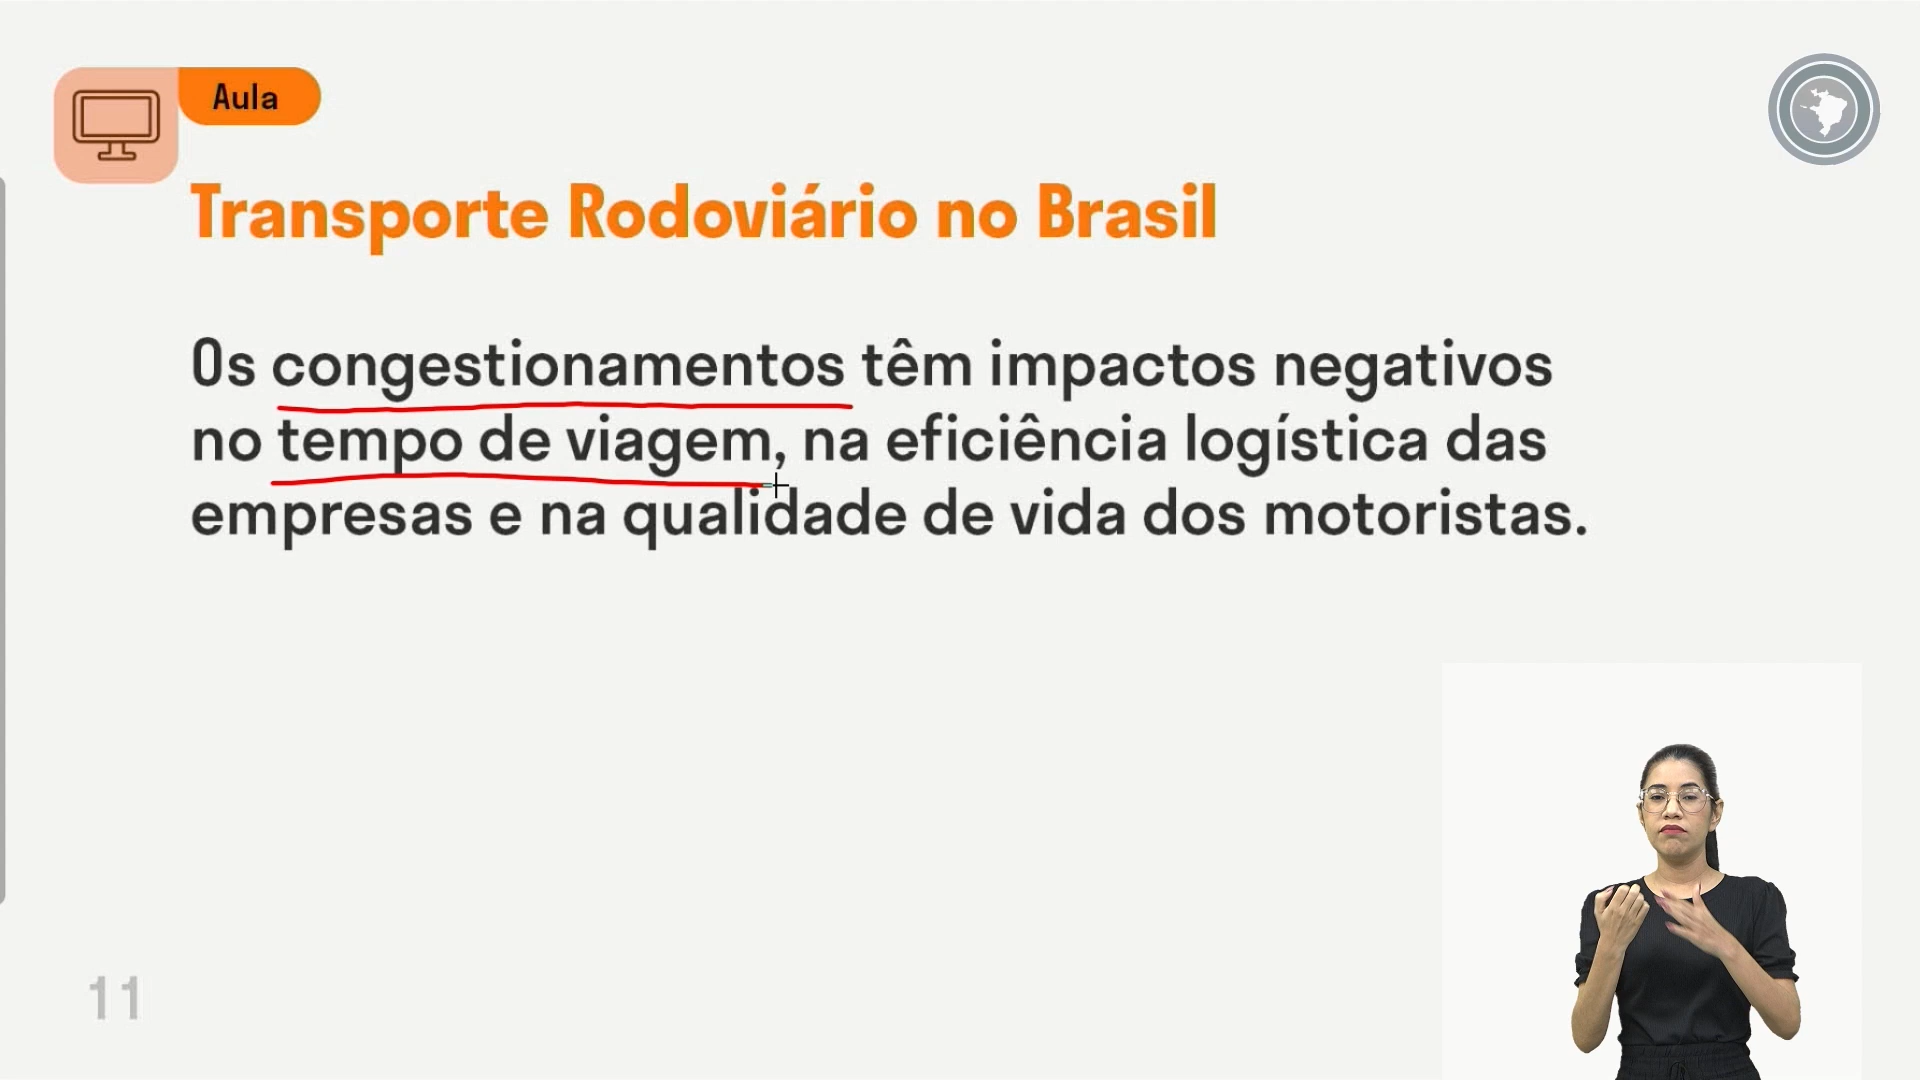 Aula
Transporte Rodoviário no Brasil
Os congestionamentos têm impactos negativos
no tempo de viagem, na eficiência logística das
empresas e na qualidade de vida dos motoristas.
11